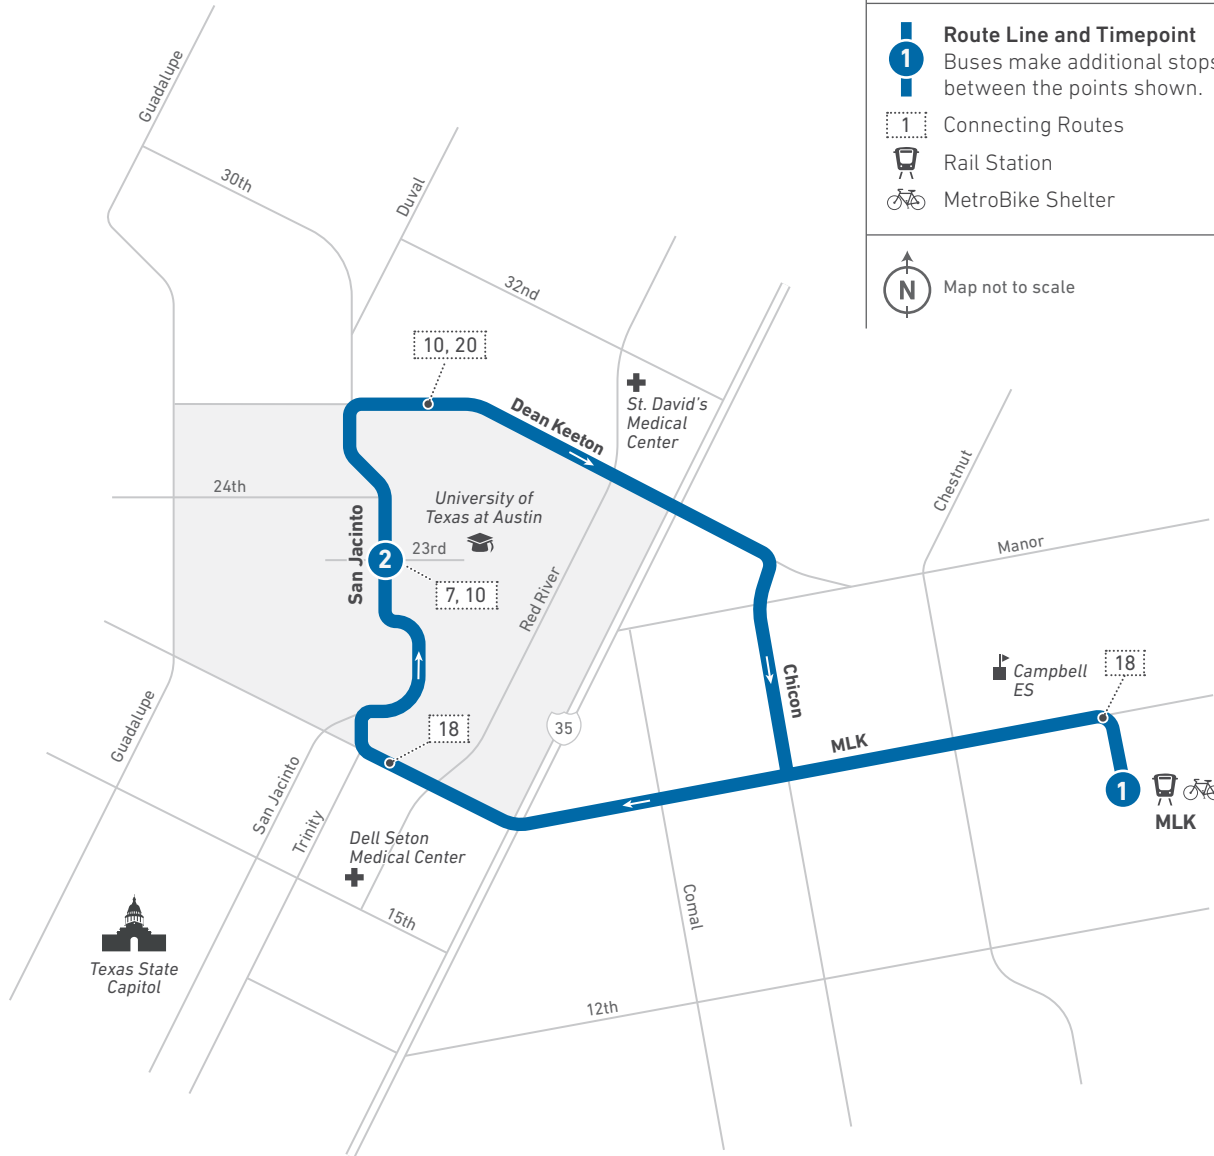 Route Line and Timepoint
1
Buses make additional stops
between the points shown.
1
Connecting Routes
Rail Station
MetroBike Shelter
N
Map not to scale
Guadalupe
30th
Duval
32nd
10, 20
Dean Keeton
St. David's
Medical
Center
24th
University of
Texas at Austin
San Jacinto
2
23rd
7, 10
Red River
Chestnut
Manor
Campbell
ES
18
Chicon
MLK
1
MLK
18
35
Guadalupe
San Jacinto
Trinity
Dell Seton
Medical Center
15th
Comal
Texas State
Capitol
12th